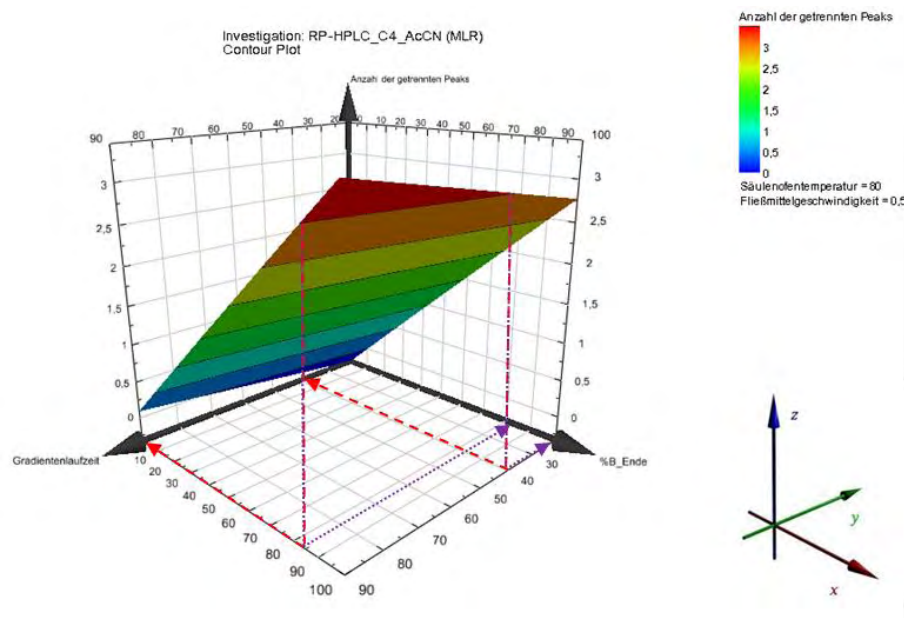 Investigation: RP-HPLC_C4_AcCN (MLR)
Contour Plot
Anzahl der getrennten Peaks
90 80 70 60 50 40 30 20
10 20 30 40 50 60 70 80 90 100
3
2,5
2
1,5
1
0,5
0
3
2,5
2
1,5
1
0,5
0
Gradientenlaufzeit
%B_Ende
10
20
30
40
50
60
70
80
90
100
30
40
50
60
70
80
90
Anzahl der getrennten Peaks
3
2,5
2
1,5
1
0,5
0
Säulenofentemperatur = 80
Fließmittelgeschwindigkeit = 0,5
z
y
x